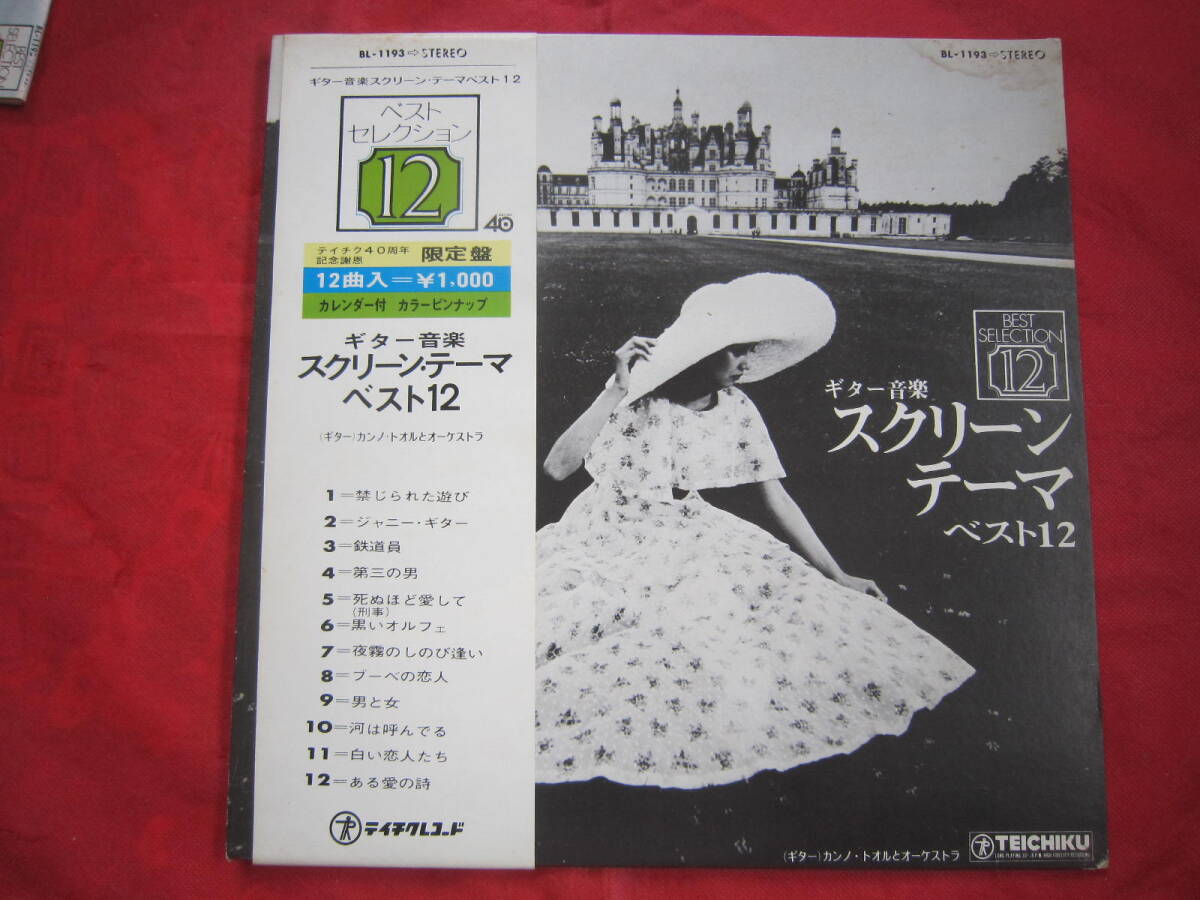 BL-1193⇨STEREO
ギター音楽スクリーン・テーマベスト12
ベスト
セレクション
12
40
テイチク40周年
記念謝恩
限定盤
12曲入=¥1,000
カレンダー付 カラーピンナップ
ギター音楽
スクリーン・テーマ
ベスト12
(ギター)カンノ・トオルとオーケストラ
1=禁じられた遊び
2=ジャニー・ギター
3=鉄道員
4=第三の男
5=死ぬほど愛して
(刑事)
6=黒いオルフェ
7=夜霧のしのび逢い
8=ブーベの恋人
9=男と女
10=河は呼んでる
11=白い恋人たち
12=ある愛の詩
テイチクレコード
BL-1193⇨STEREO
BEST
SELECTION
12
ギター音楽
スクリーン
テーマ
ベスト12
(ギター)カンノ・トオルとオーケストラ
TEICHIKU
BEST
SELECTION